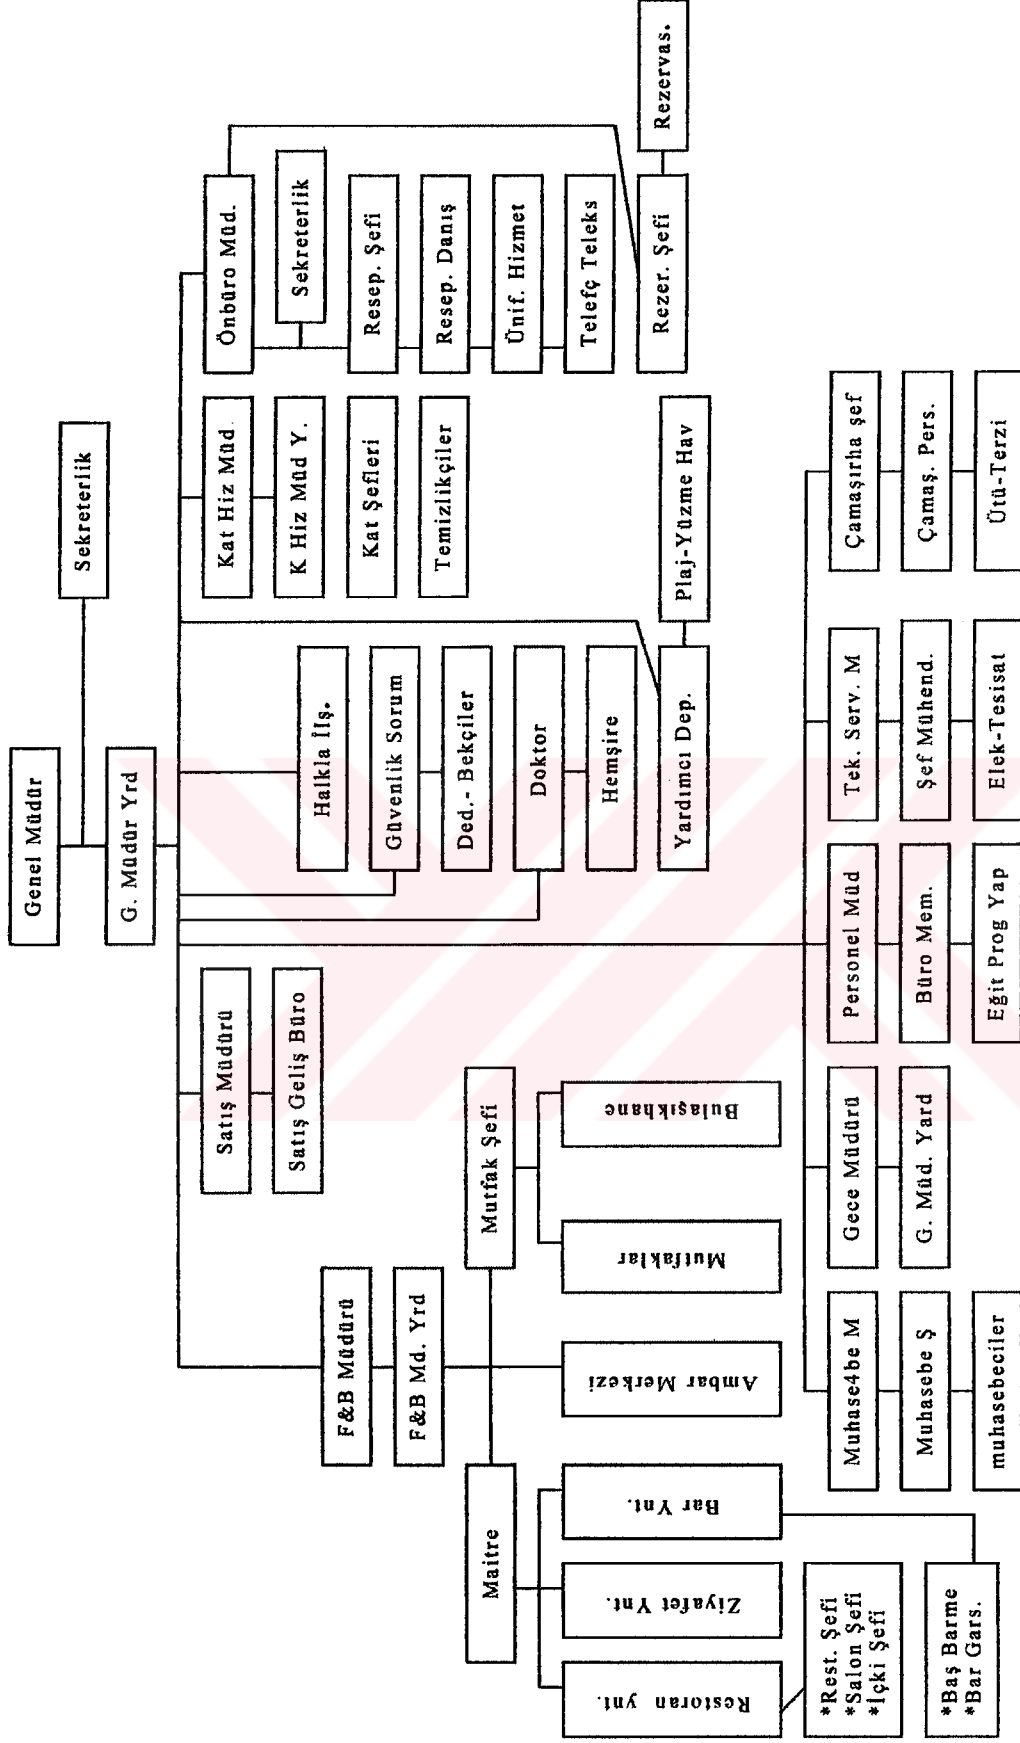 Genel Müdür
Sekreterlik
G. Müdür Yrd
F&B Müdürü
F&B Md. Yrd
Maitre
Restoran ynt.
Ziyafet Ynt.
Bar Ynt.
*Rest. Şefi
*Salon Şefi
*İçki Şefi
*Baş Barme
*Bar Gars.
Ambar Merkezi
Mutfak Şefi
Mutfaklar
Bulaşıkhane
Satış Müdürü
Satış Geliş Büro
Halkla İlş.
Güvenlik Sorum
Ded.- Bekçiler
Doktor
Hemşire
Yardımcı Dep.
Plaj-Yüzme Hav
Kat Hiz Müd.
K Hiz Müd Y.
Kat Şefleri
Temizlikçiler
Önbüro Müd.
Sekreterlik
Resep. Şefi
Resep. Danış
Ünif. Hizmet
Telefç Teleks
Rezer. Şefi
Rezervas.
Muhase4be M
Muhasebe Ş
muhasebeciler
Gece Müdürü
G. Müd. Yard
Personel Müd
Büro Mem.
Eğit Prog Yap
Tek. Serv. M
Şef Mühend.
Elek-Tesisat
Çamaşırha şef
Çamaş. Pers.
Ütü-Terzi